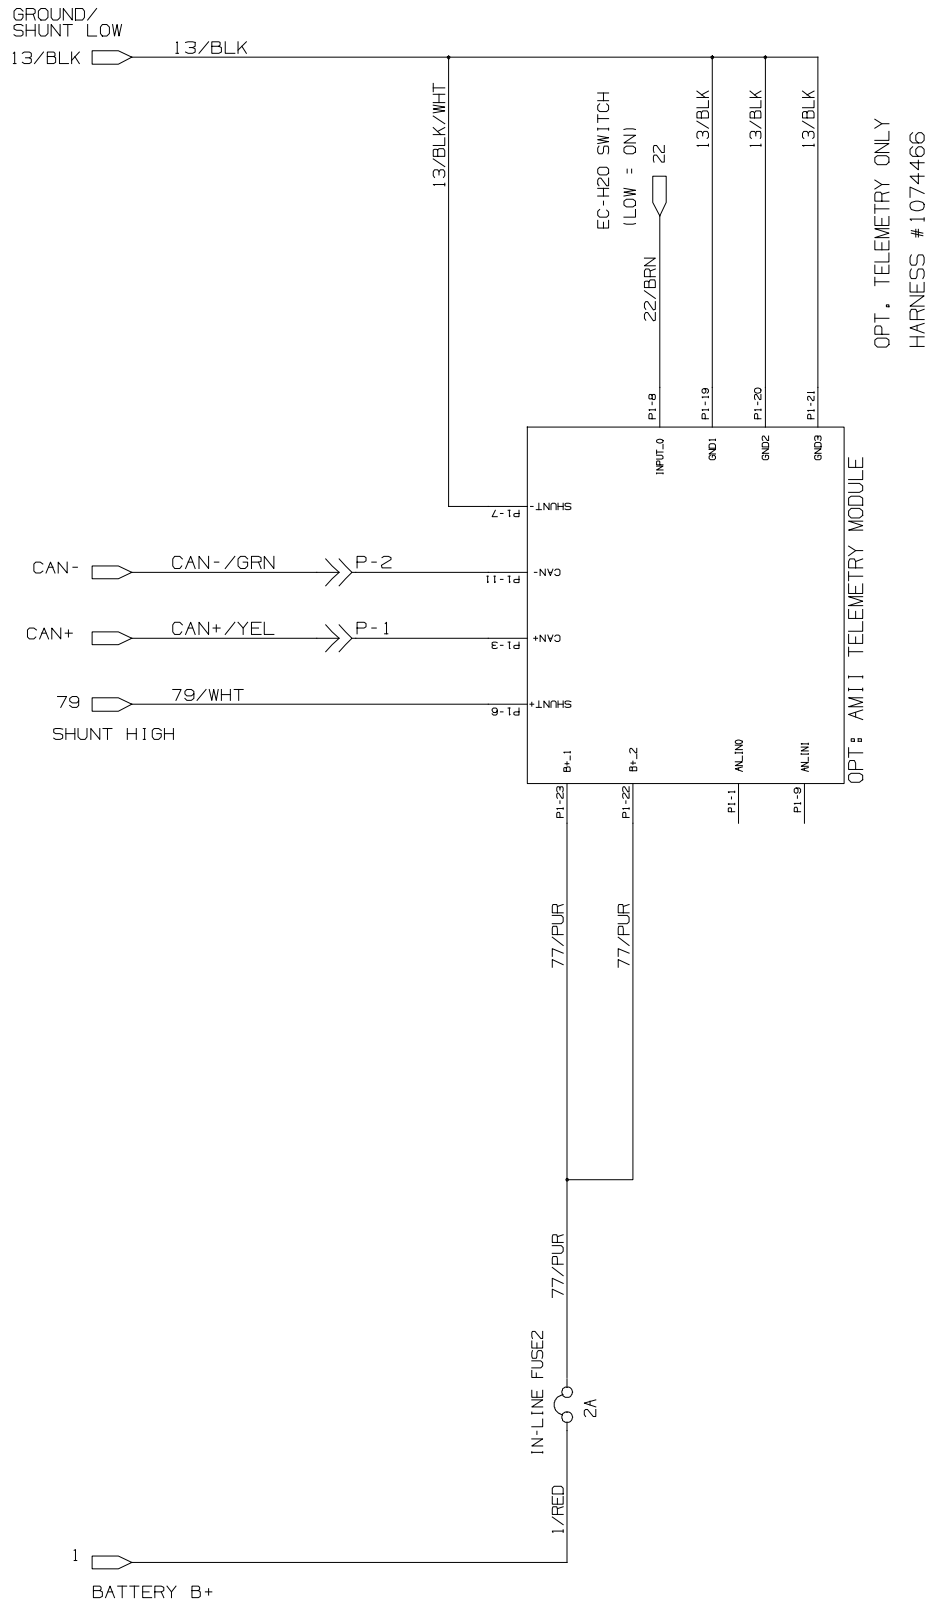 GROUND/
SHUNT LOW
13/BLK
13/BLK
13/BLK/WHT
EC-H2O SWITCH
(LOW = ON)
22
22/BRN
13/BLK
13/BLK
13/BLK
OPT. TELEMETRY ONLY
HARNESS #1074466
P1-8
P1-19
P1-20
P1-21
INPUT_0
GND1
GND2
GND3
P1-7
SHUNT-
CAN-
CAN-/GRN
P-2
P1-11
CAN-
CAN+
CAN+/YEL
P-1
P1-3
CAN+
79
79/WHT
P1-6
SHUNT+
SHUNT HIGH
B+_1
B+_2
AN_IN0
AN_IN1
OPT: AMII TELEMETRY MODULE
P1-23
P1-22
P1-1
P1-9
77/PUR
77/PUR
77/PUR
IN-LINE FUSE2
2A
1/RED
1
BATTERY B+